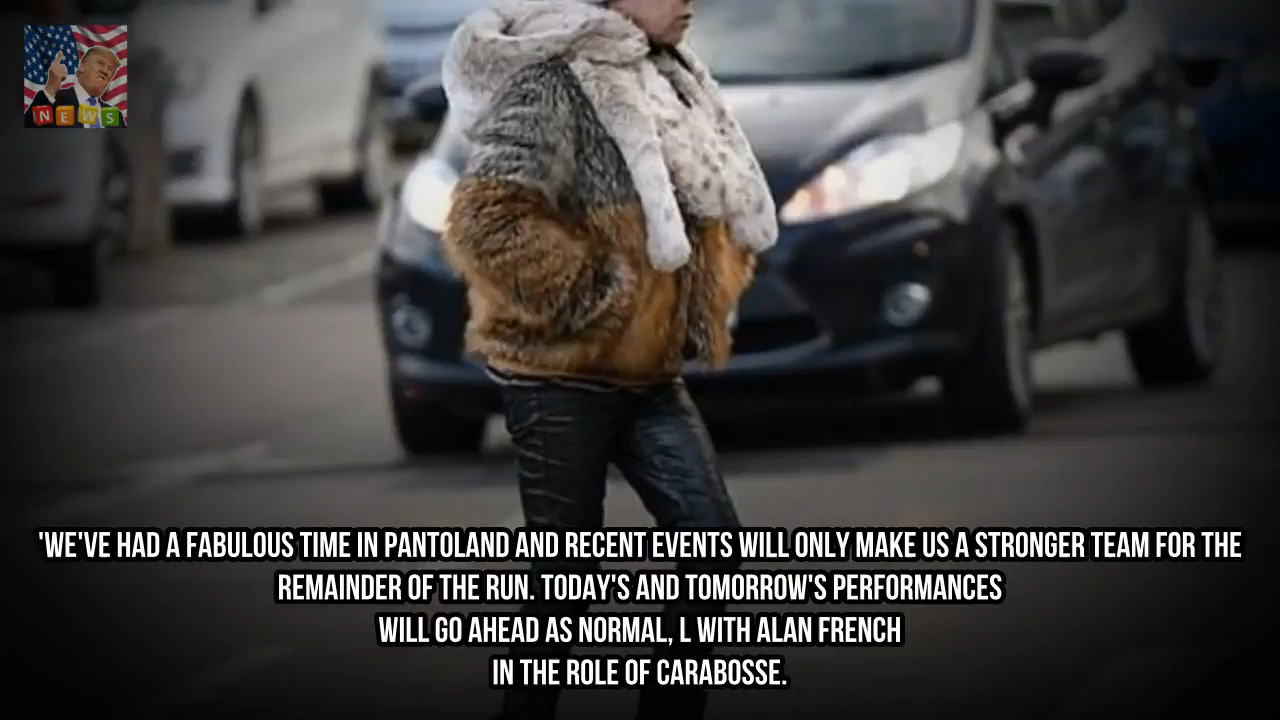 NEWS
'WE'VE HAD A FABULOUS TIME IN PANTOLAND AND RECENT EVENTS WILL ONLY MAKE US A STRONGER TEAM FOR THE
REMAINDER OF THE RUN. TODAY'S AND TOMORROW'S PERFORMANCES
WILL GO AHEAD AS NORMAL, L WITH ALAN FRENCH
IN THE ROLE OF CARABOSSE.